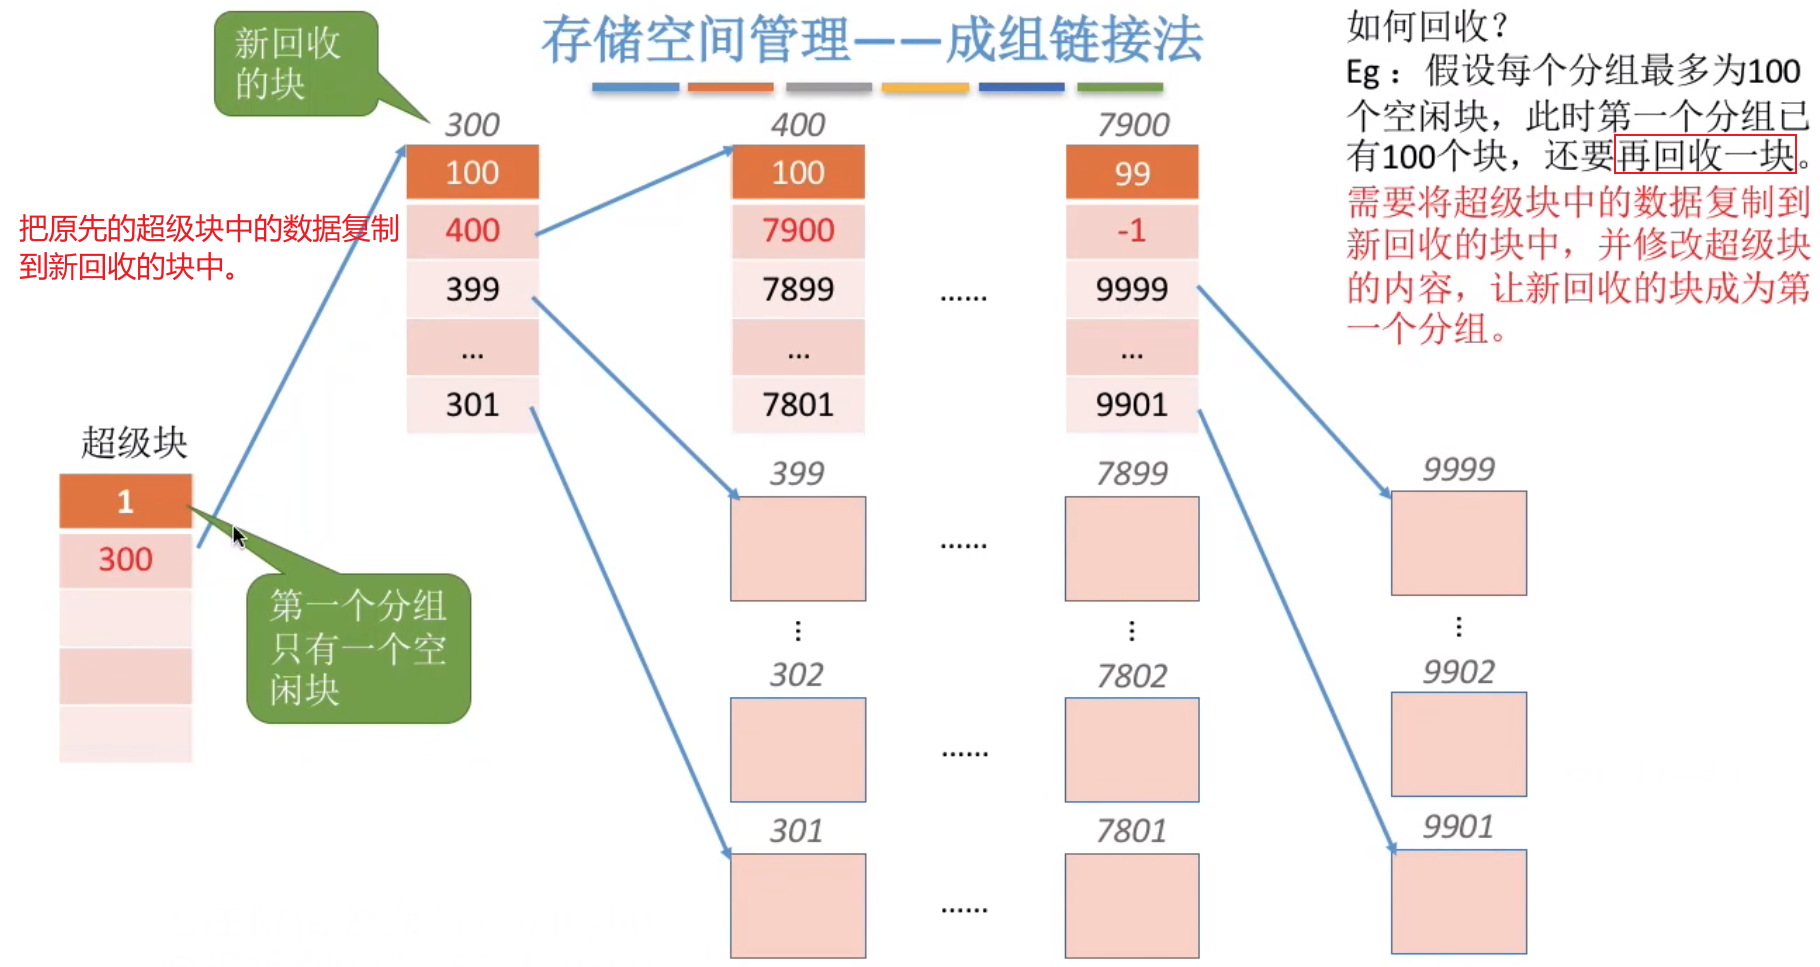 存储空间管理——成组链接法
新回收
的块
如何回收？
Eg：假设每个分组最多为100
个空闲块，此时第一个分组已
有100个块，还要再回收一块。
需要将超级块中的数据复制到
新回收的块中，并修改超级块
的内容，让新回收的块成为第
一个分组。
把原先的超级块中的数据复制
到新回收的块中。
超级块
1
300
第一个分组
只有一个空
闲块
300
100
400
399
...
301
400
100
7900
7899
...
7801
......
7900
99
-1
9999
...
9901
399
......
7899
9999
⋮
⋮
⋮
302
......
7802
9902
301
......
7801
9901